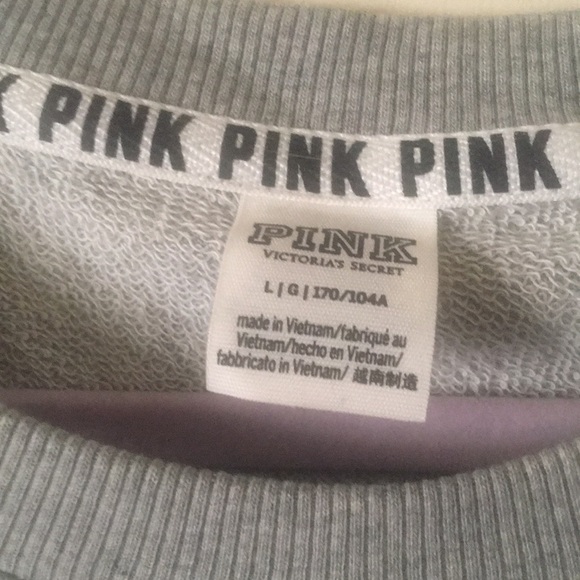 K PINK PINK PINK
PINK
VICTORIA'S SECRET
L | G | 170/104A
made in Vietnam/fabriqué au
Vietnam/hecho en Vietnam/
fabbricato in Vietnam/ 越南制造